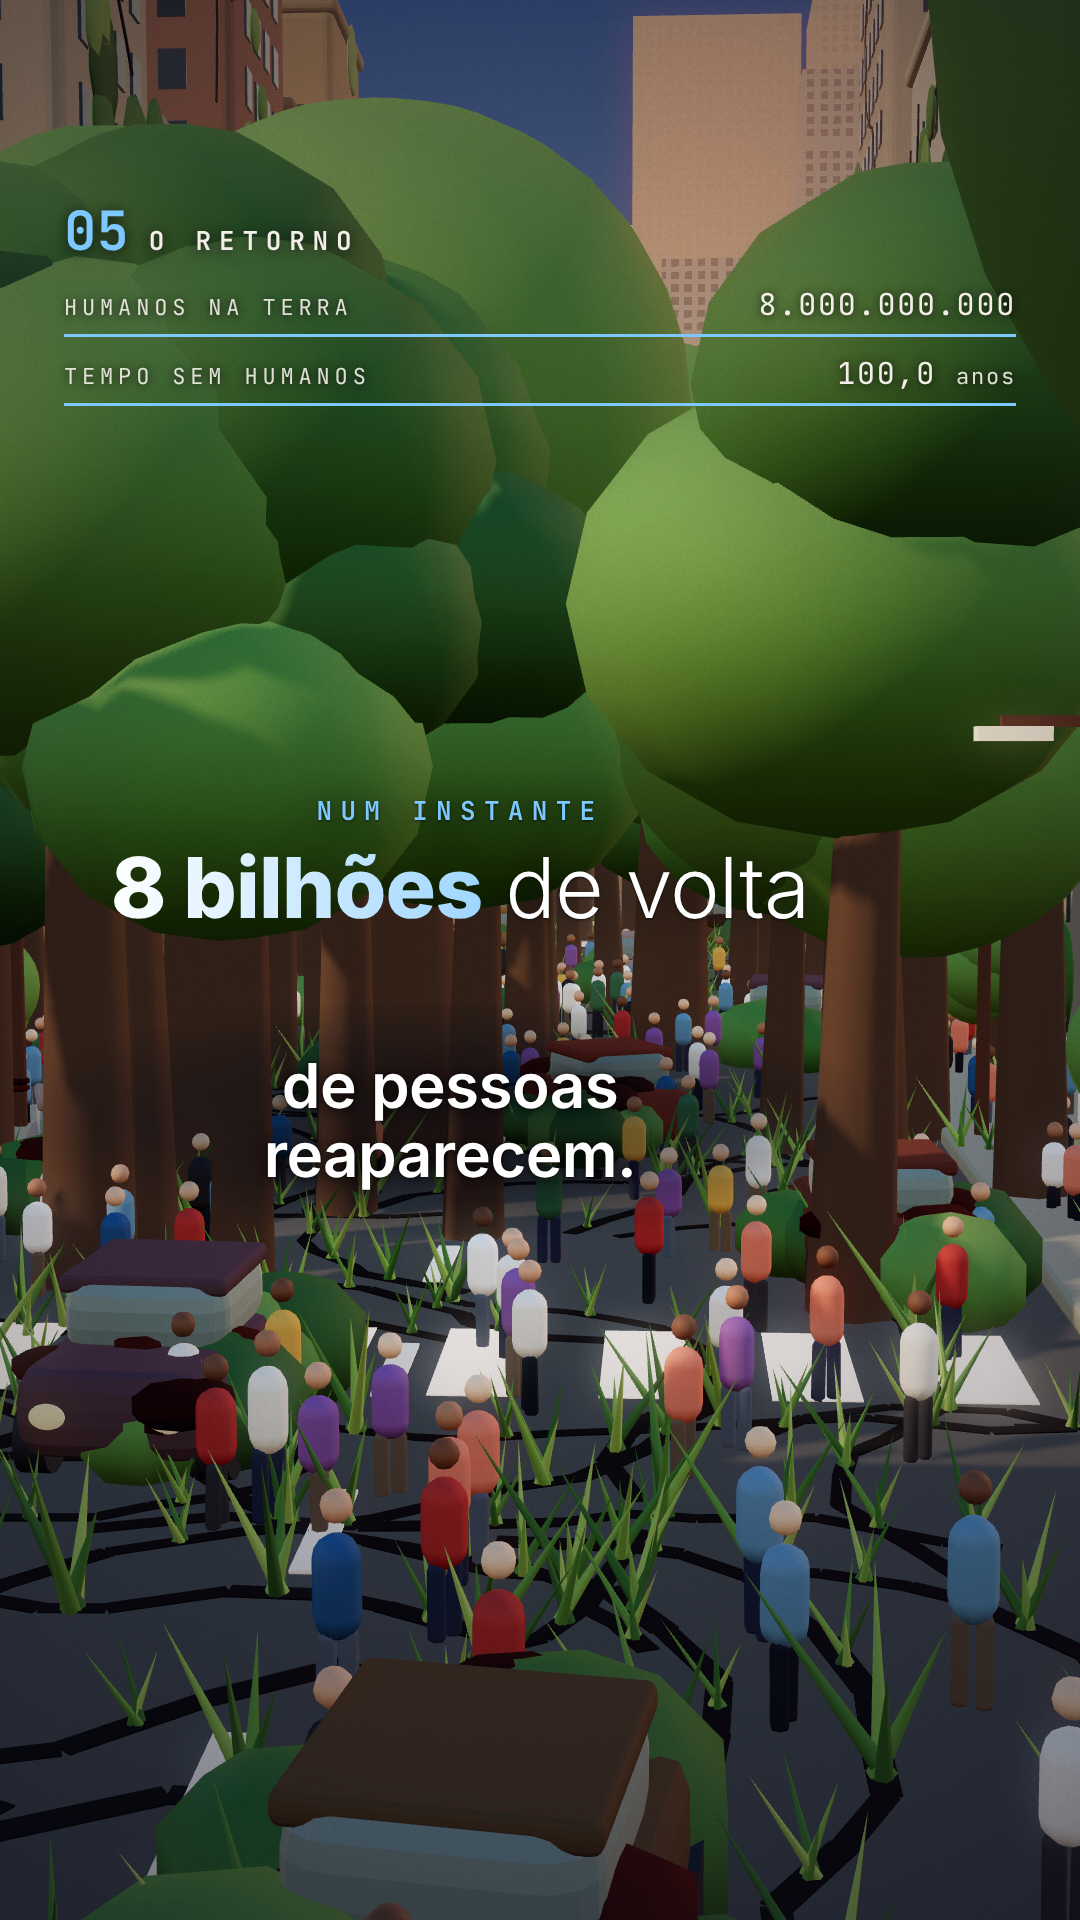 05 O RETORNO
HUMANOS NA TERRA 8.000.000.000
TEMPO SEM HUMANOS 100,0 anos
NUM INSTANTE
8 bilhões de volta
de pessoas
reaparecem.